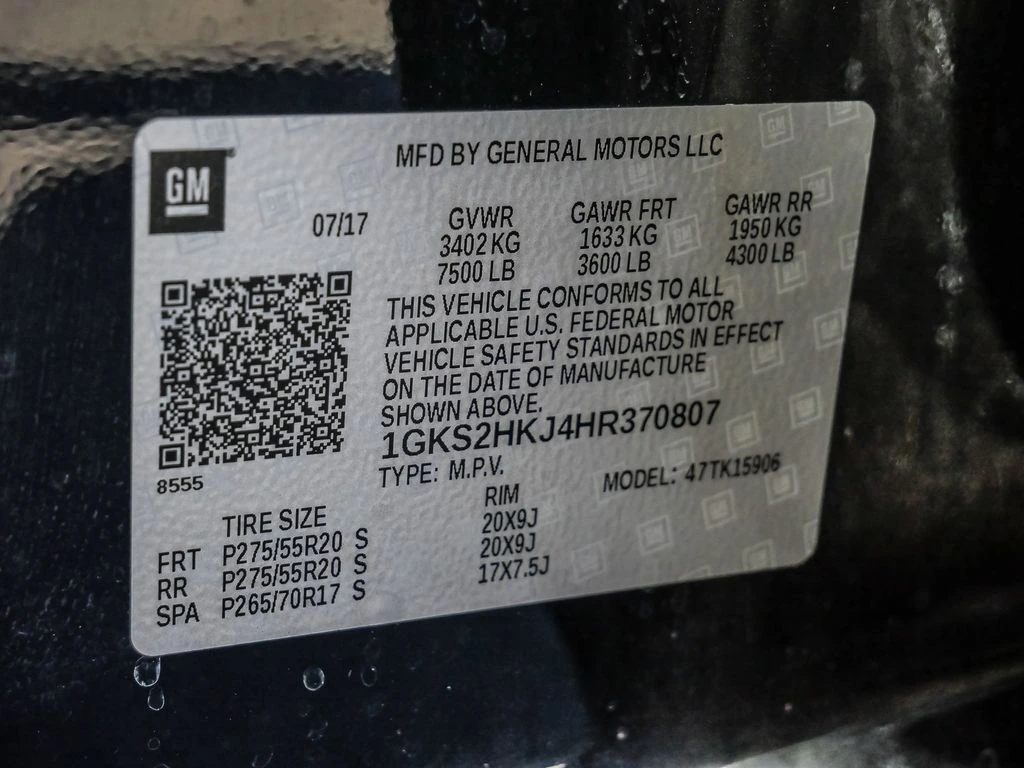 GM
MFD BY GENERAL MOTORS LLC
07/17 GVWR GAWR FRT GAWR RR
3402 KG 1633 KG 1950 KG
7500 LB 3600 LB 4300 LB
THIS VEHICLE CONFORMS TO ALL
APPLICABLE U.S. FEDERAL MOTOR
VEHICLE SAFETY STANDARDS IN EFFECT
ON THE DATE OF MANUFACTURE
SHOWN ABOVE.
1GKS2HKJ4HR370807
8555
TYPE: M.P.V. MODEL: 47TK15906
TIRE SIZE RIM
FRT P275/55R20 S 20X9J
RR P275/55R20 S 20X9J
SPA P265/70R17 S 17X7.5J